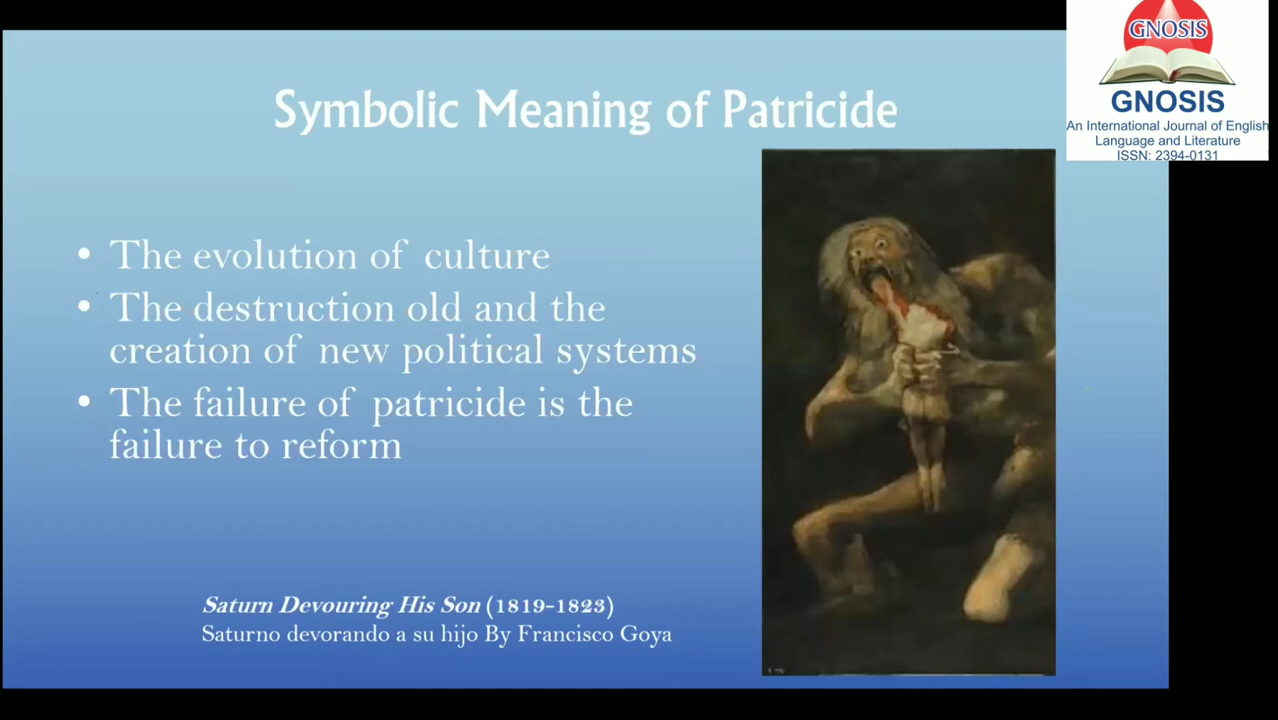 GNOSIS
GNOSIS
An International Journal of English
Language and Literature
ISSN: 2394-0131
Symbolic Meaning of Patricide
• The evolution of culture
• The destruction old and the
creation of new political systems
• The failure of patricide is the
failure to reform
Saturn Devouring His Son (1819-1823)
Saturno devorando a su hijo By Francisco Goya